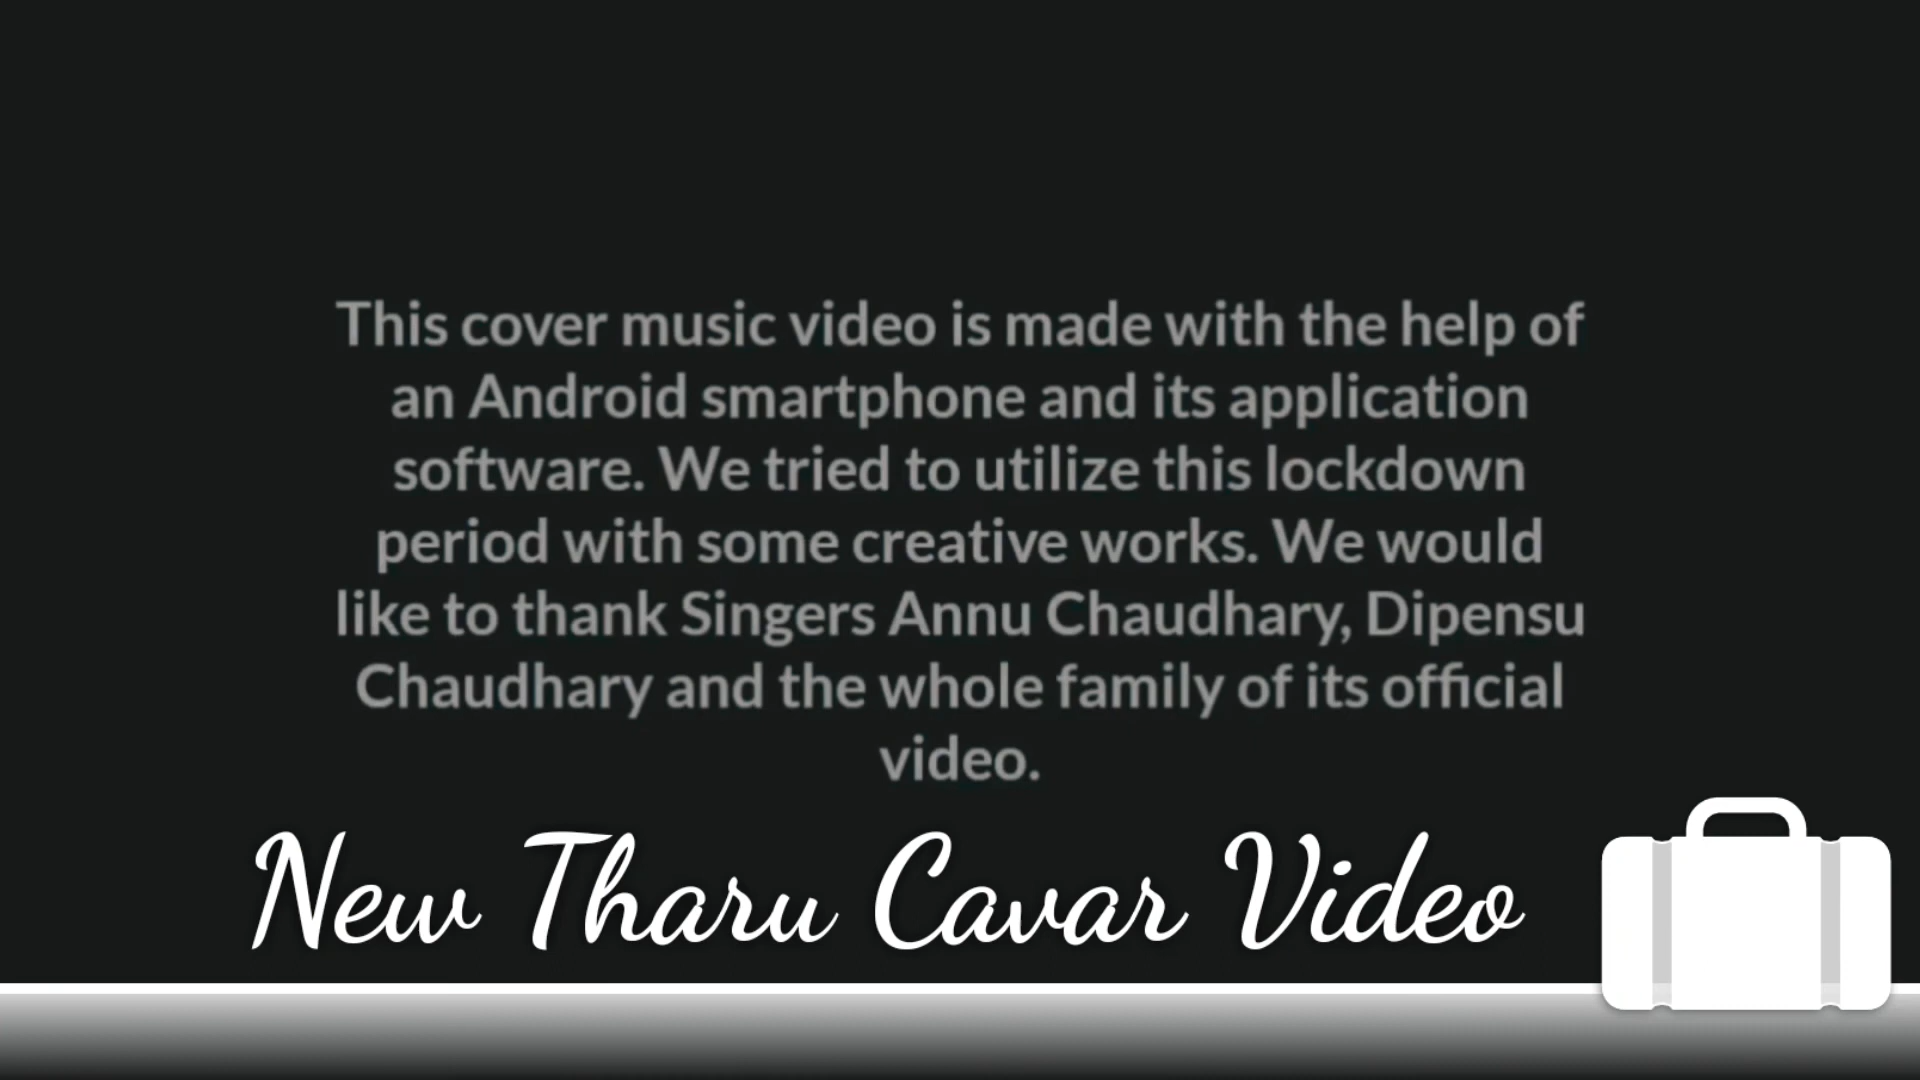 This cover music video is made with the help of
an Android smartphone and its application
software. We tried to utilize this lockdown
period with some creative works. We would
like to thank Singers Annu Chaudhary, Dipensu
Chaudhary and the whole family of its official
video.
New Tharu Cavar Video